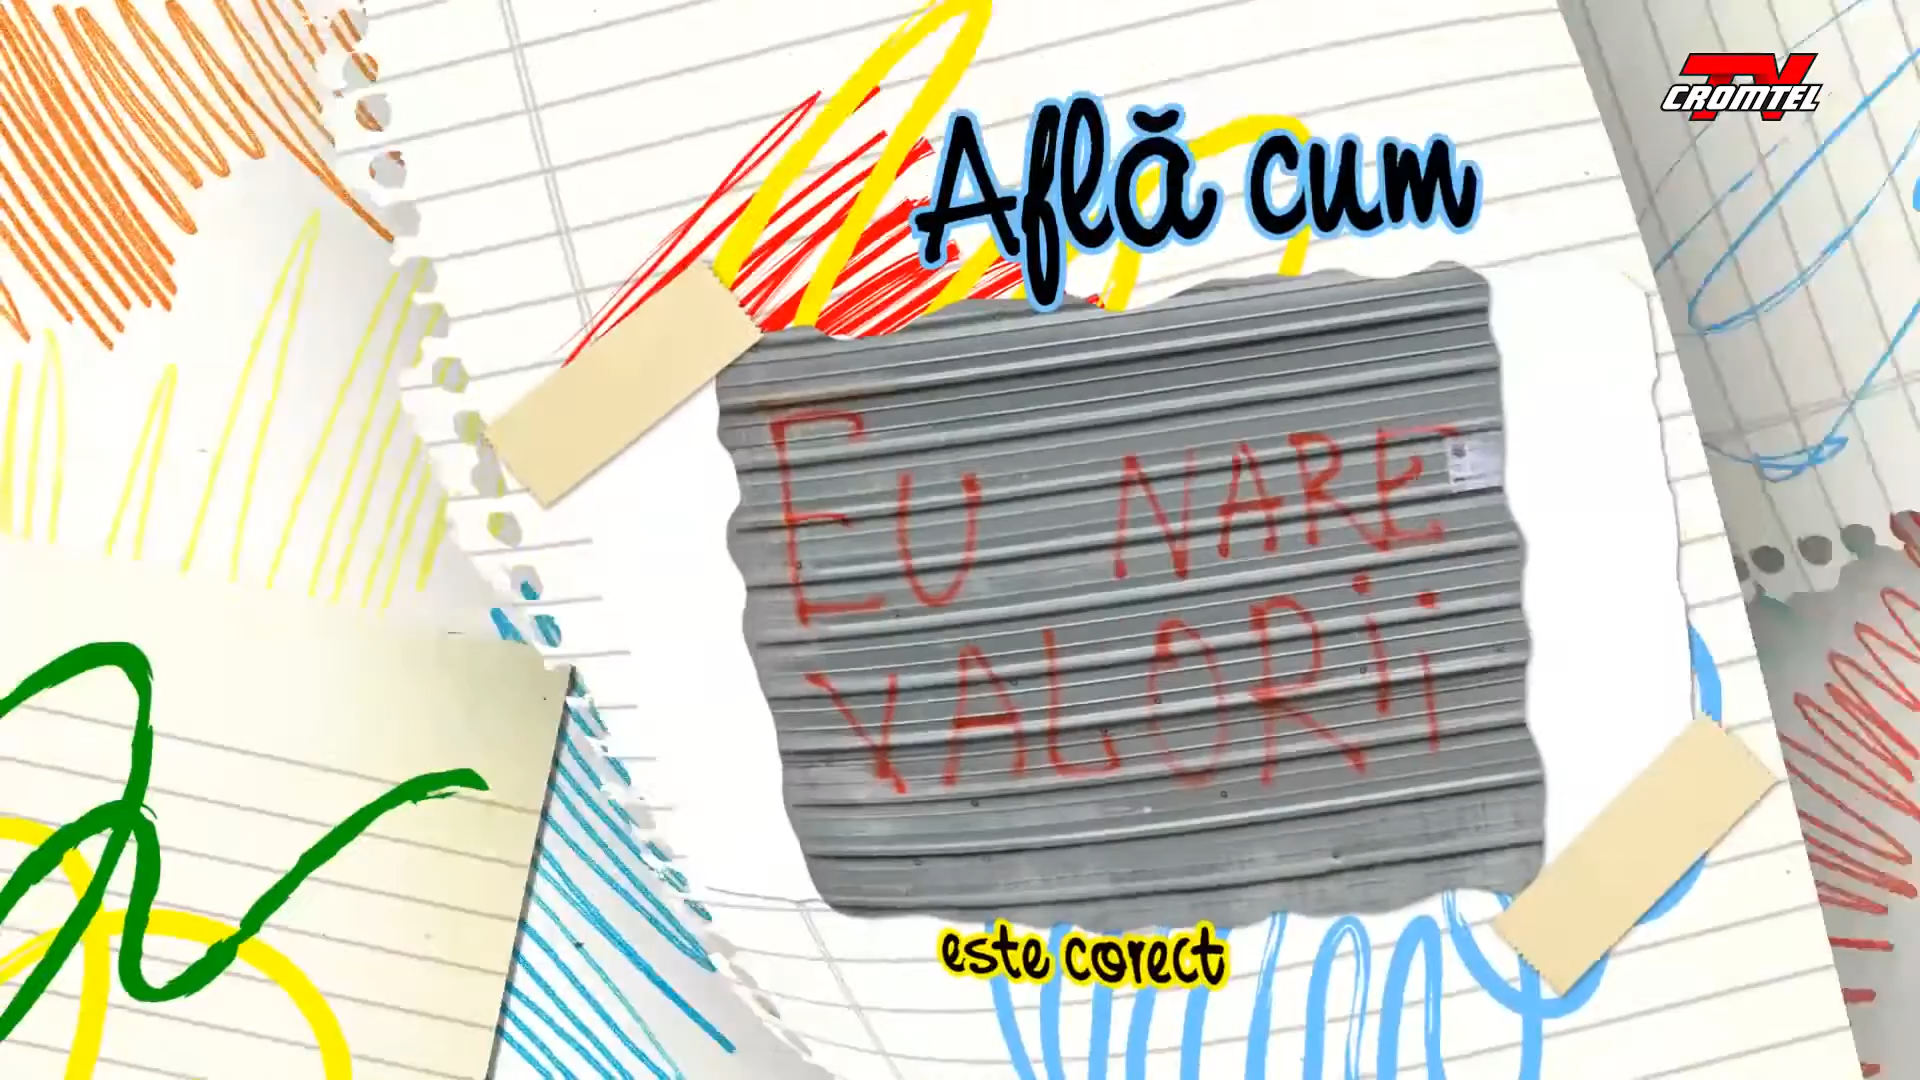 TV
CROMTEL
Află cum
EU NARE
VALORii
este corect